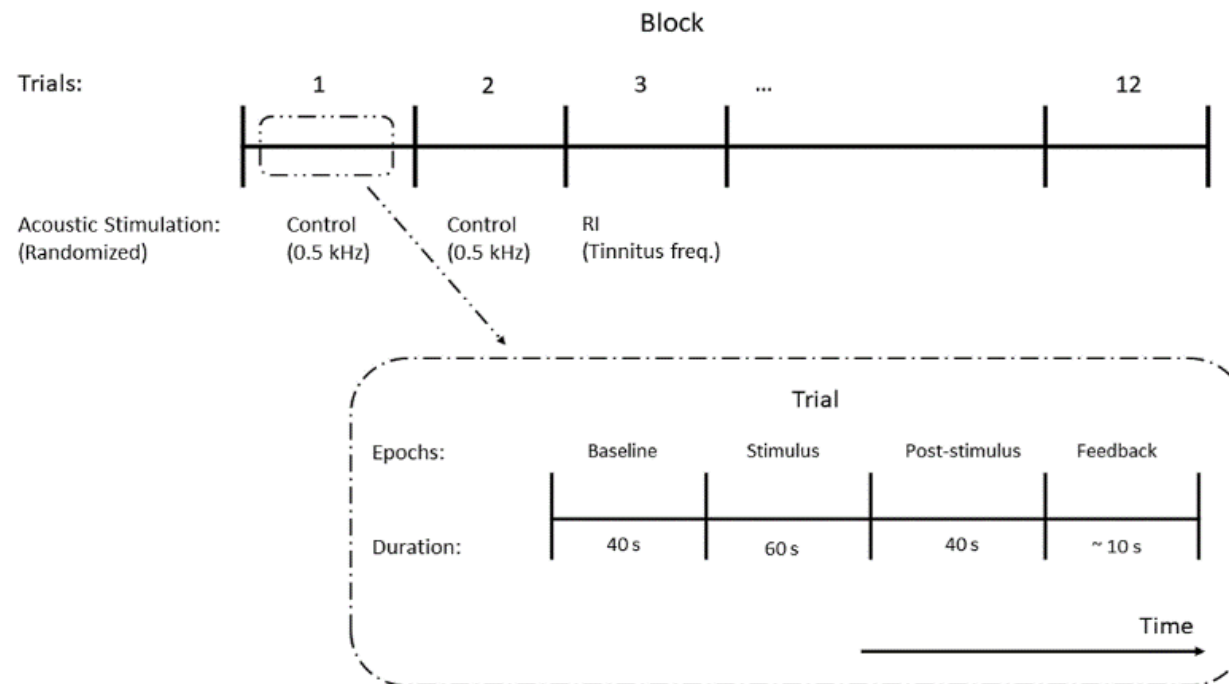 Block
Trials: 1 2 3 ... 12
Acoustic Stimulation: Control Control RI
(Randomized) (0.5 kHz) (0.5 kHz) (Tinnitus freq.)
Trial
Epochs: Baseline Stimulus Post-stimulus Feedback
Duration: 40 s 60 s 40 s ~ 10 s
Time